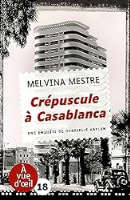 MELVINA MESTRE
Crépuscule
à Casablanca
UNE ENQUÊTE DE GABRIELLE KAPLAN
À
vue
d'œil
18